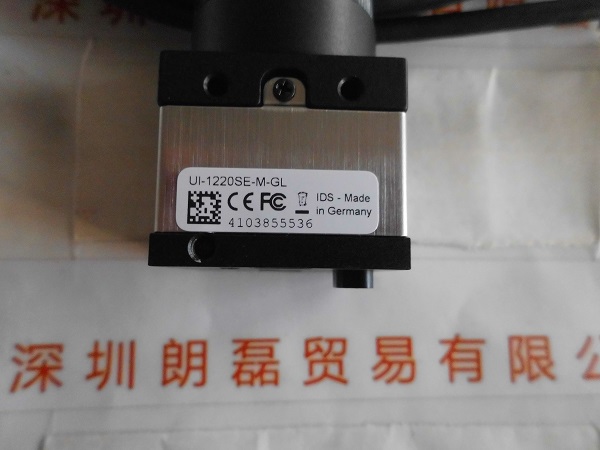 UI-1220SE-M-GL
CE FC IDS - Made
in Germany
4103855536
深圳朗磊贸易有限公